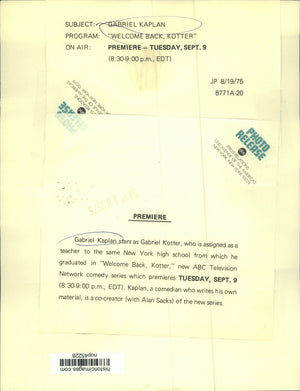 SUBJECT: GABRIEL KAPLAN
PROGRAM: "WELCOME BACK, KOTTER"
ON AIR: PREMIERE – TUESDAY, SEPT. 9
(8:30-9:00 p.m., EDT)
JP 8/19/75
8771A-20
PHOTO
RELEASE
PREMIERE
Gabriel Kaplan stars as Gabriel Kotter, who is assigned as a
teacher to the same New York high school from which he
graduated in "Welcome Back, Kotter," new ABC Television
Network comedy series which premieres TUESDAY, SEPT. 9
(8:30-9:00 p.m., EDT). Kaplan, a comedian who writes his own
material, is a co-creator (with Alan Sacks) of the new series.
historicimages.com
nop45228